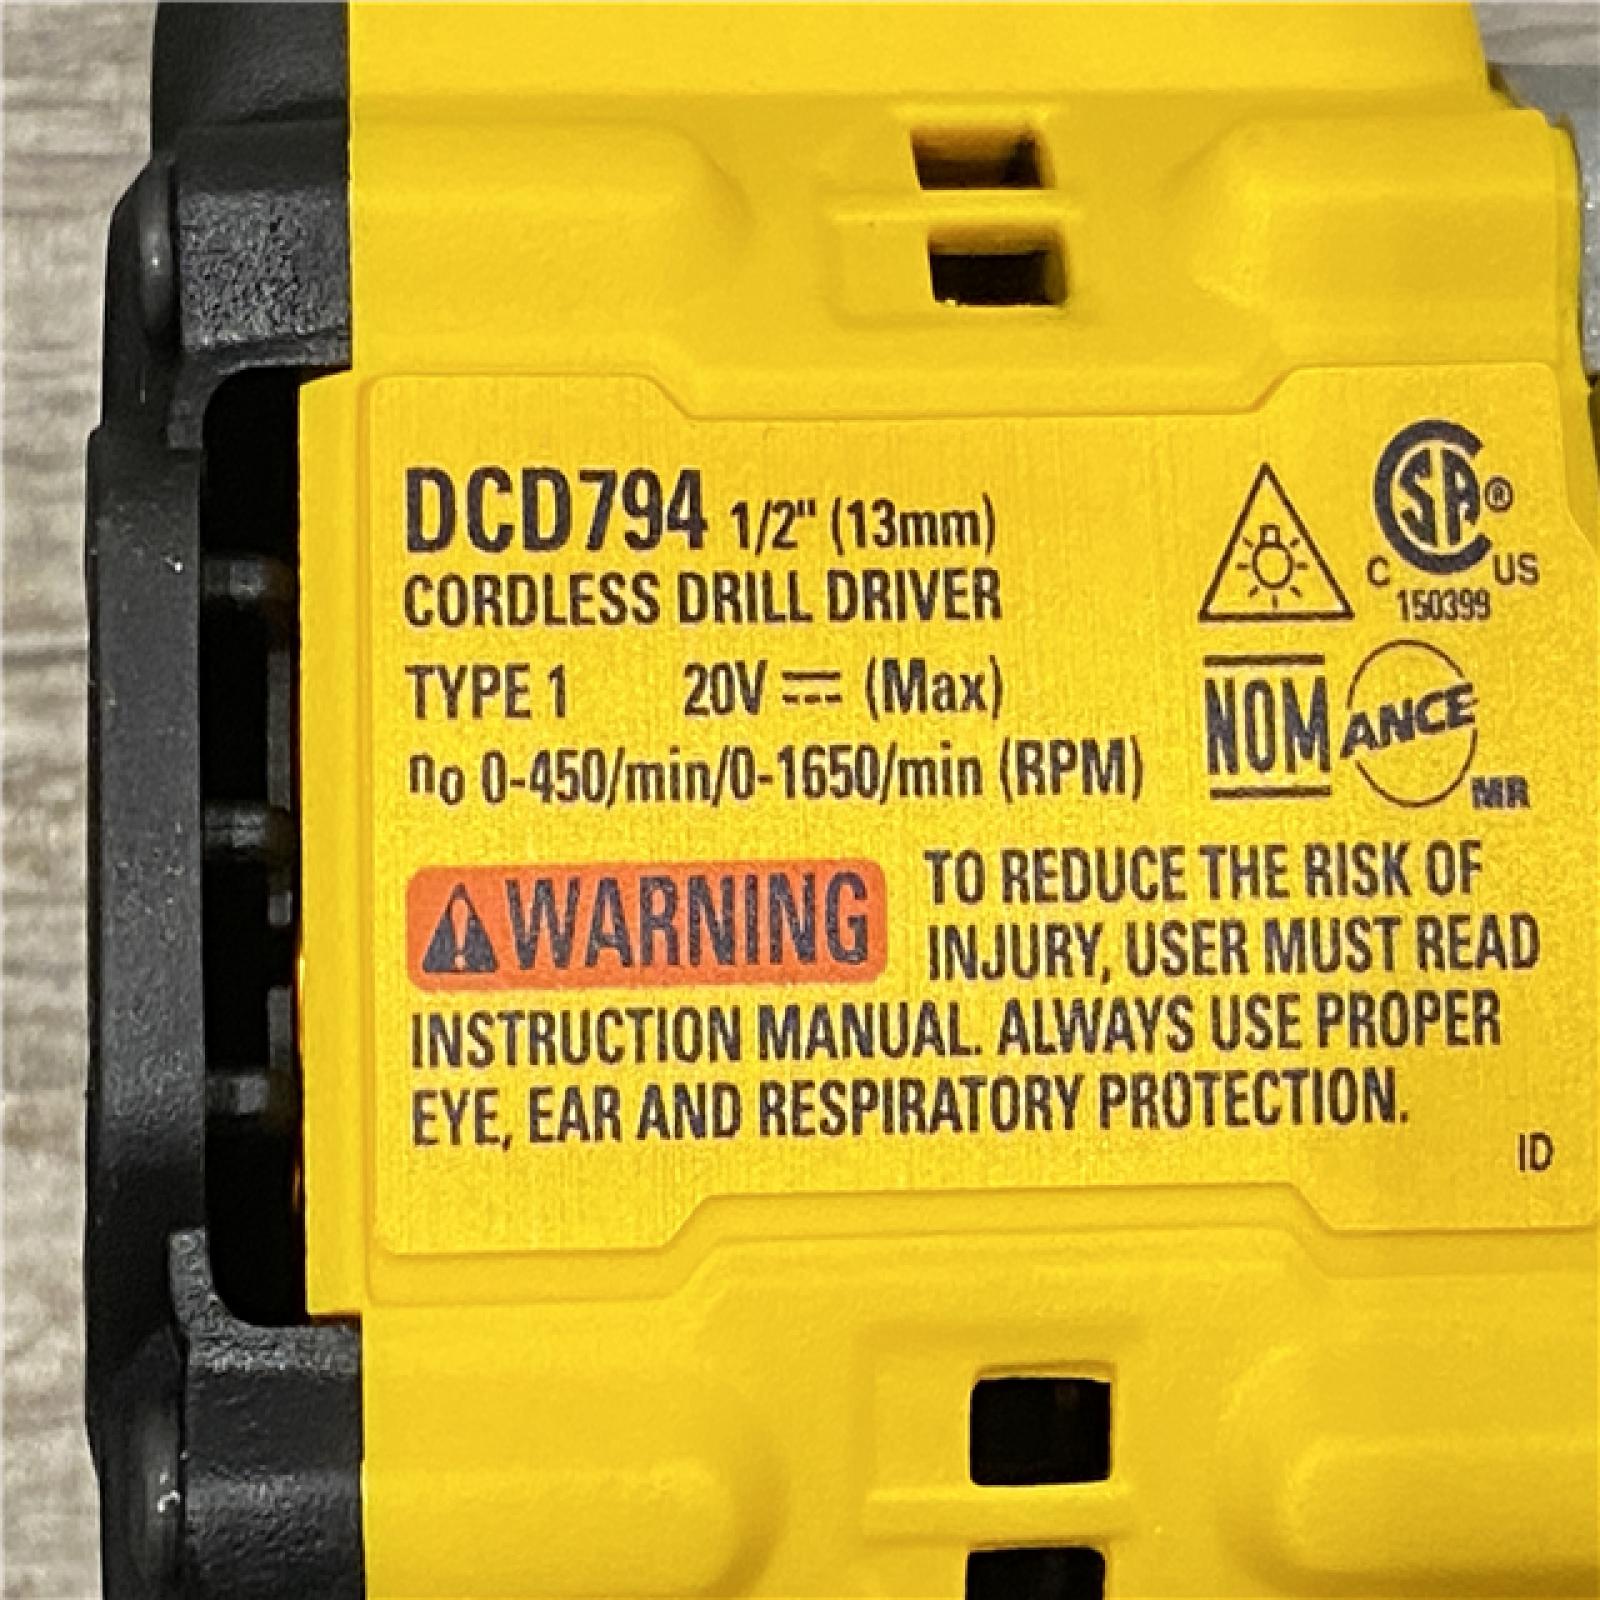 DCD794 1/2" (13mm)
CORDLESS DRILL DRIVER
TYPE 1 20V ⎓ (Max)
no 0-450/min/0-1650/min (RPM)
CSA®
C US
150399
NOM ANCE
MR
⚠WARNING TO REDUCE THE RISK OF
INJURY, USER MUST READ
INSTRUCTION MANUAL. ALWAYS USE PROPER
EYE, EAR AND RESPIRATORY PROTECTION.
ID